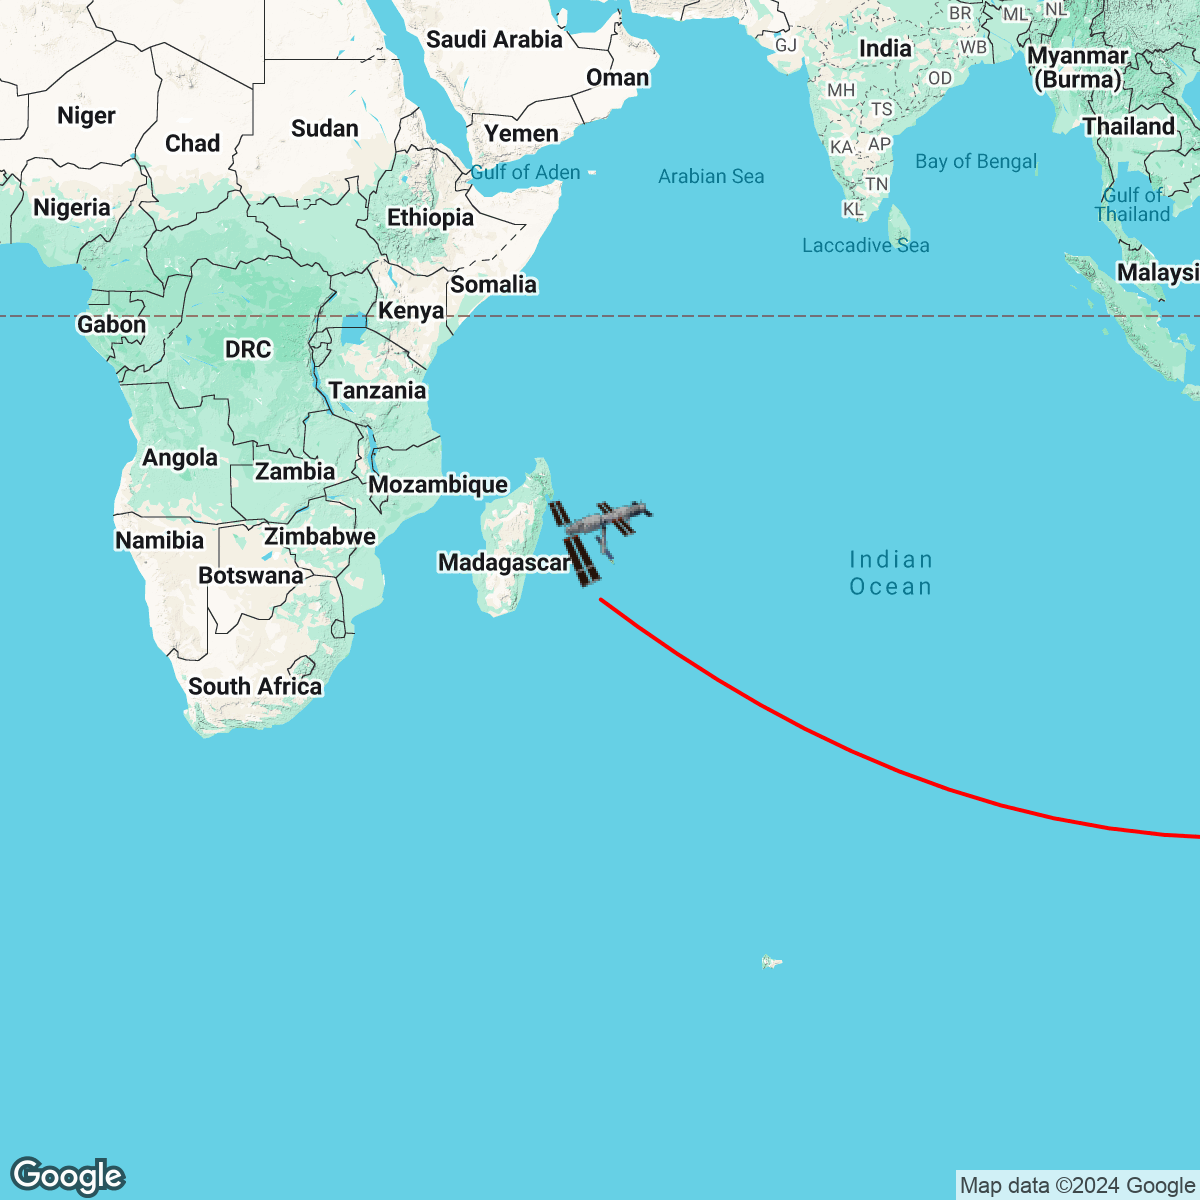 BR
ML
NL
Saudi Arabia
GJ
India
WB
Myanmar
(Burma)
Oman
OD
MH
TS
Niger
Chad
Sudan
Yemen
KA
AP
Thailand
Gulf of Aden
Arabian Sea
Bay of Bengal
TN
Nigeria
Ethiopia
KL
Gulf of
Thailand
Laccadive Sea
Malaysi
Somalia
Kenya
Gabon
DRC
Tanzania
Angola
Zambia
Mozambique
Namibia
Zimbabwe
Botswana
Madagascar
Indian
Ocean
South Africa
Google
Map data ©2024 Google